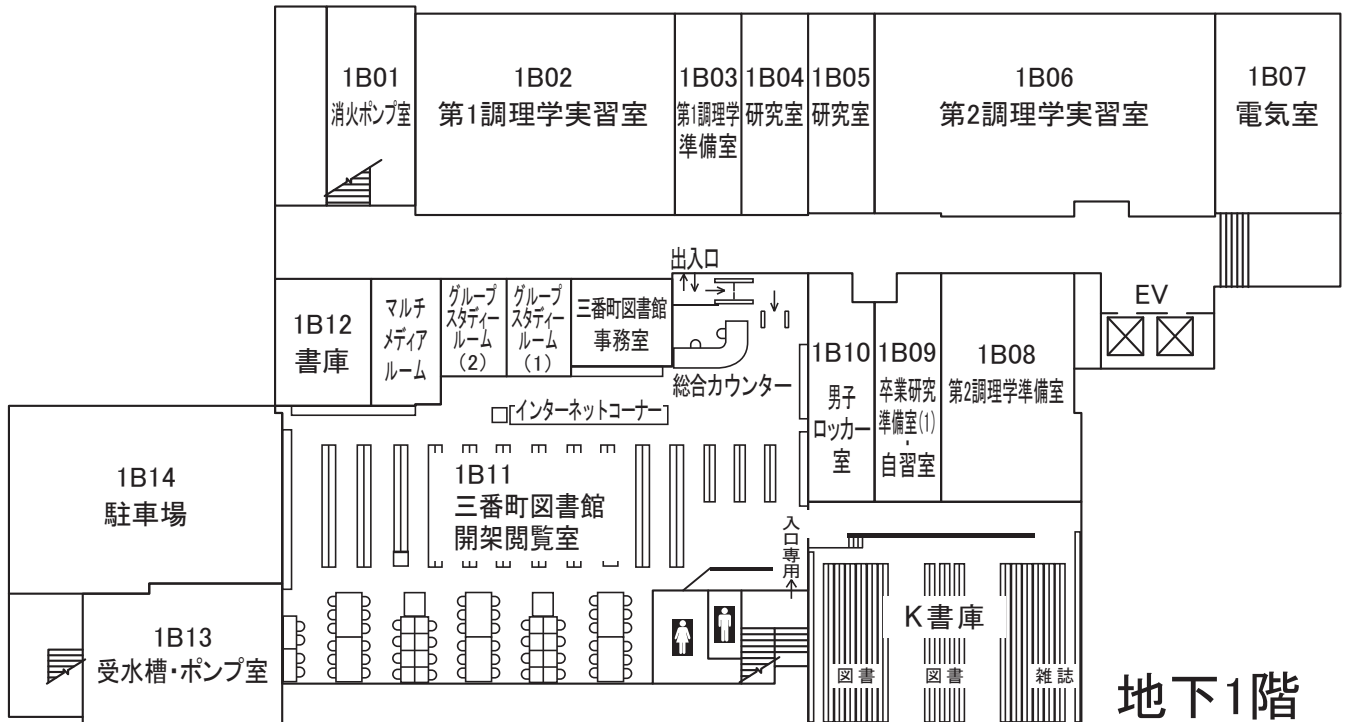 1B01
消火ポンプ室
1B02
第1調理学実習室
1B03
第1調理学
準備室
1B04
研究室
1B05
研究室
1B06
第2調理学実習室
1B07
電気室
出入口
EV
1B12
書庫
マルチ
メディア
ルーム
グループ
スタディー
ルーム
(2)
グループ
スタディー
ルーム
(1)
三番町図書館
事務室
総合カウンター
1B10
男子
ロッカー
室
1B09
卒業研究
準備室(1)
・
自習室
1B08
第2調理学準備室
インターネットコーナー
1B14
駐車場
1B11
三番町図書館
開架閲覧室
入口専用
K書庫
1B13
受水槽・ポンプ室
図書
図書
雑誌
地下1階